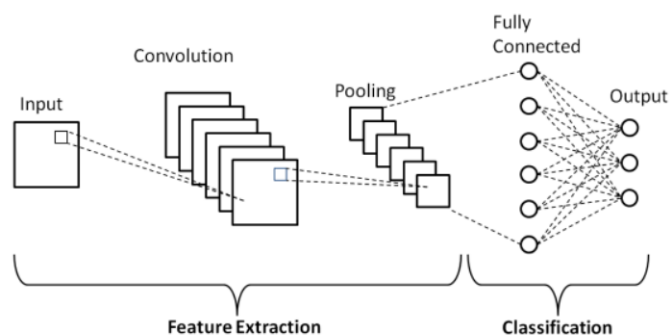 Input
Convolution
Pooling
Fully
Connected
Output
Feature Extraction
Classification